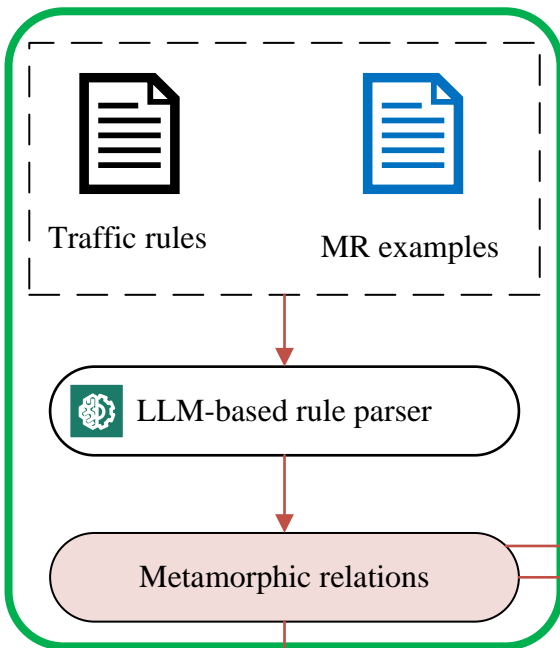 Traffic rules
MR examples
LLM-based rule parser
Metamorphic relations